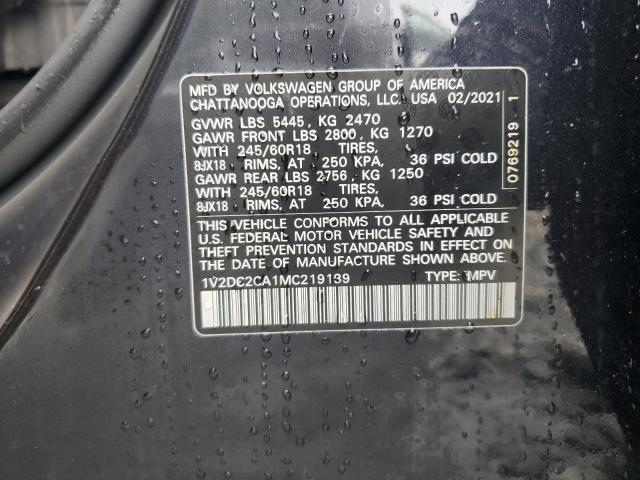 MFD BY VOLKSWAGEN GROUP OF AMERICA
CHATTANOOGA OPERATIONS, LLC, USA 02/2021
GVWR LBS 5445, KG 2470
GAWR FRONT LBS 2800, KG 1270
WITH 245/60R18 TIRES,
8JX18 RIMS, AT 250 KPA, 36 PSI COLD
GAWR REAR LBS 2756, KG 1250
WITH 245/60R18 TIRES,
8JX18 RIMS, AT 250 KPA, 36 PSI COLD
0769219 1
THIS VEHICLE CONFORMS TO ALL APPLICABLE
U.S. FEDERAL MOTOR VEHICLE SAFETY AND
THEFT PREVENTION STANDARDS IN EFFECT ON
THE DATE OF MANUFACTURE SHOWN ABOVE.
1V2DC2CA1MC219139 TYPE: MPV